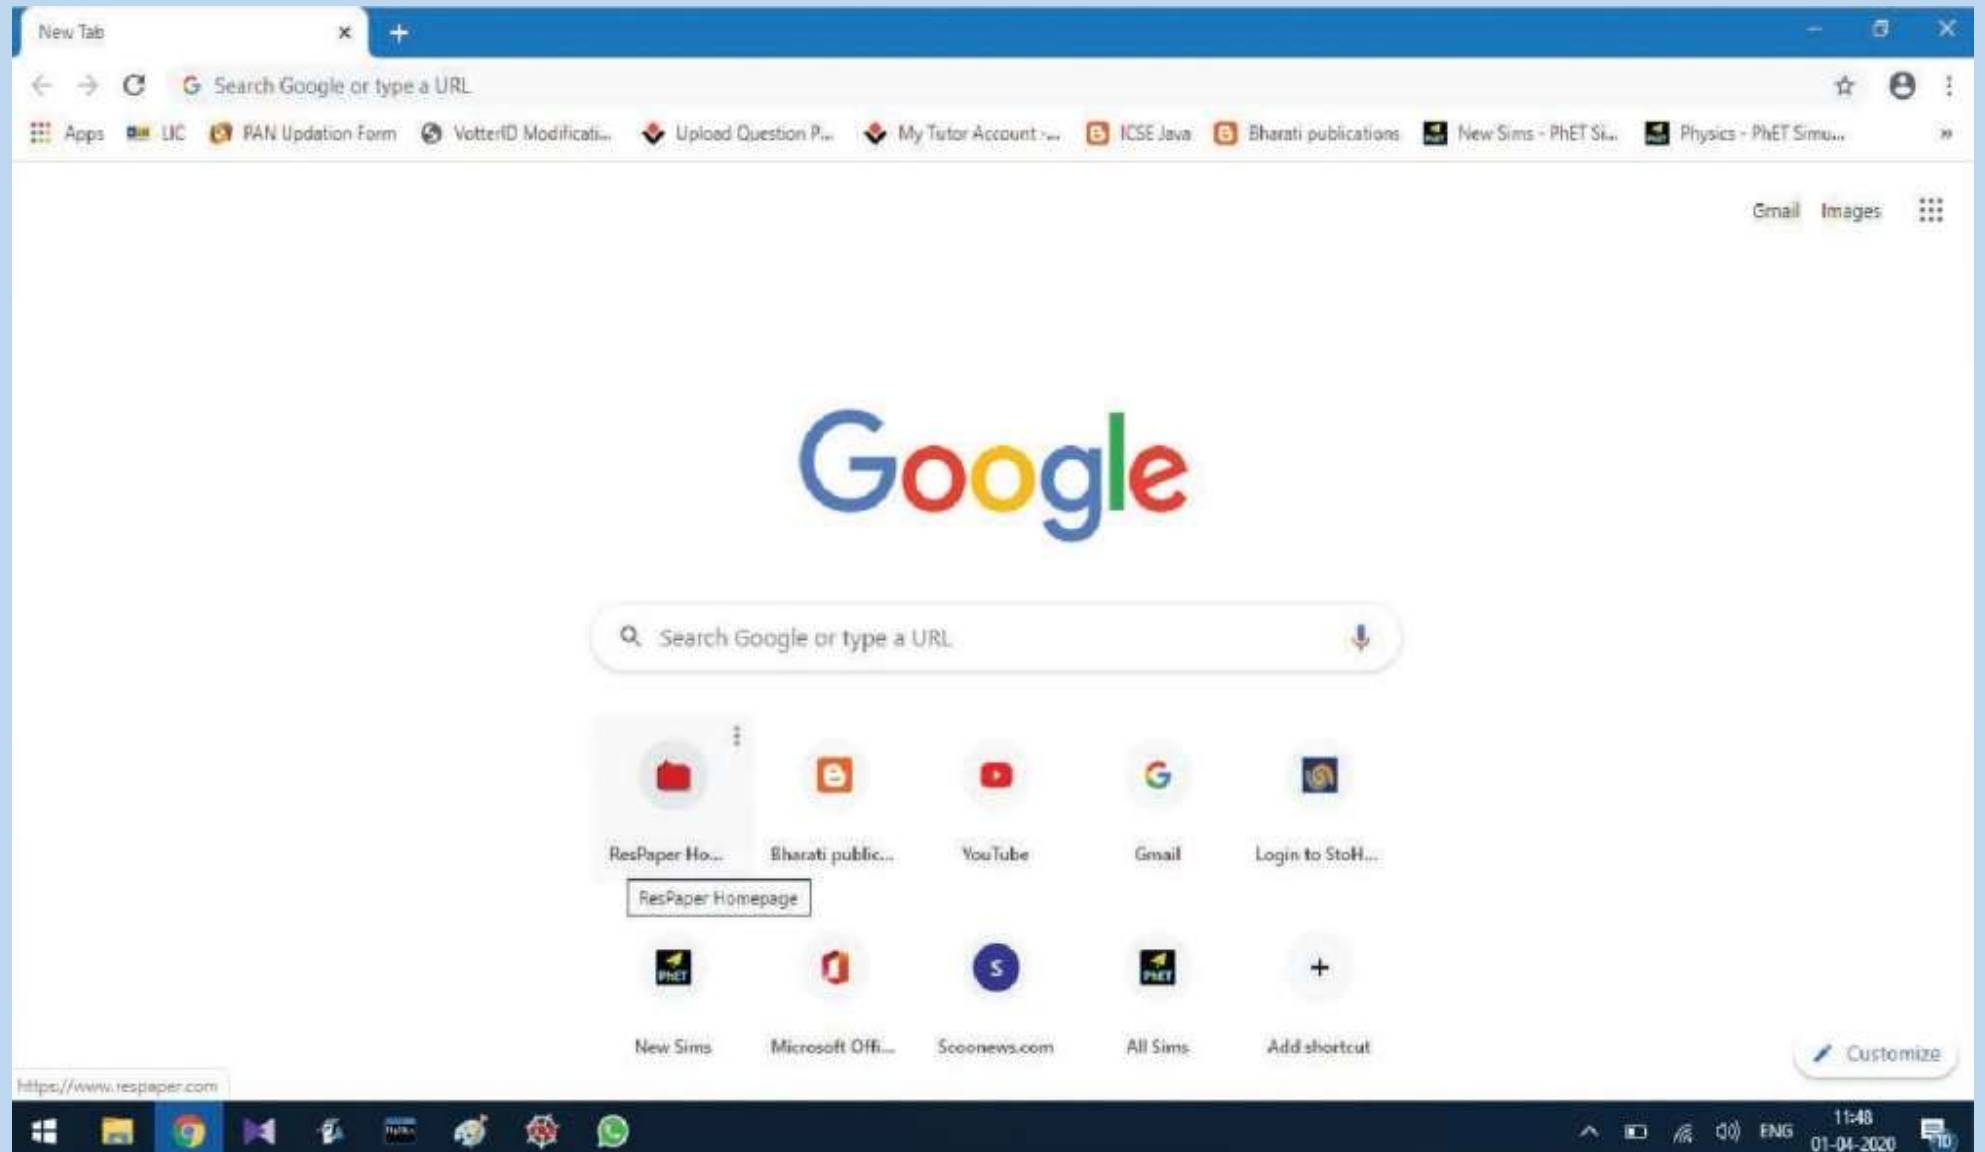 New Tab
Search Google or type a URL
Apps LIC PAN Updation Form VotterID Modificati... Upload Question P... My Tutor Account -... ICSE Java Bharati publications New Sims - PhET Si... Physics - PhET Simu...
Gmail Images
Google
Search Google or type a URL
ResPaper Ho... Bharati public... YouTube Gmail Login to StoH...
ResPaper Homepage
PhET S PhET
New Sims Microsoft Offi... Scoonews.com All Sims Add shortcut
Customize
https://www.respaper.com
ENG 11:48
01-04-2020 10